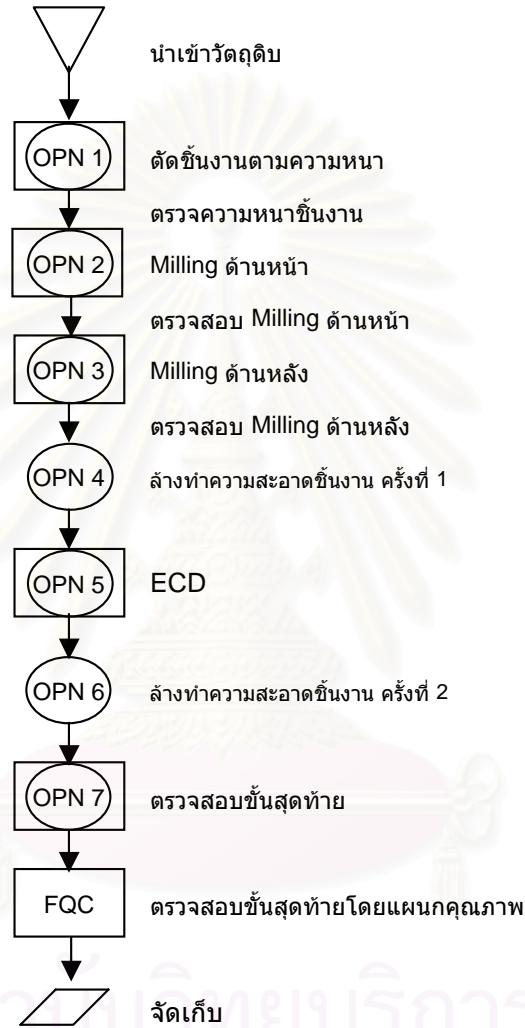 นำเข้าวัตถุดิบ
OPN 1 ตัดชิ้นงานตามความหนา
ตรวจความหนาชิ้นงาน
OPN 2 Milling ด้านหน้า
ตรวจสอบ Milling ด้านหน้า
OPN 3 Milling ด้านหลัง
ตรวจสอบ Milling ด้านหลัง
OPN 4 ล้างทำความสะอาดชิ้นงาน ครั้งที่ 1
OPN 5 ECD
OPN 6 ล้างทำความสะอาดชิ้นงาน ครั้งที่ 2
OPN 7 ตรวจสอบขั้นสุดท้าย
FQC ตรวจสอบขั้นสุดท้ายโดยแผนกคุณภาพ
จัดเก็บ